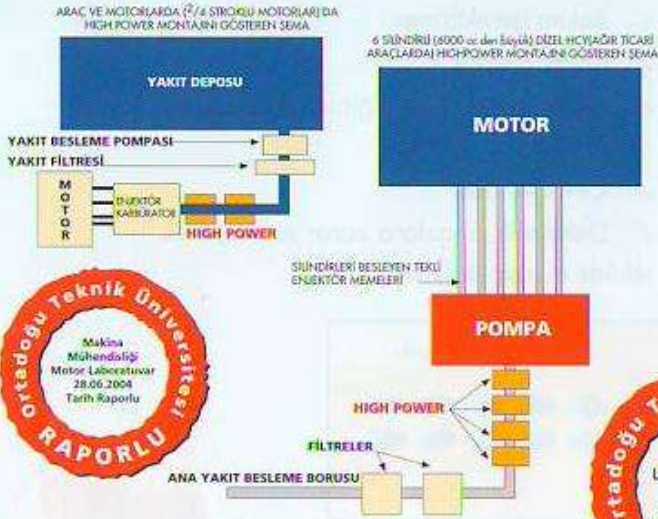 ARAÇ VE MOTORLARDA (2/4 STROKLU MOTORLAR) DA
HIGH POWER MONTAJINI GÖSTEREN ŞEMA
YAKIT DEPOSU
YAKIT BESLEME POMPASI
YAKIT FİLTRESİ
MOTOR
ENJEKTÖR
KARBURATÖR
HIGH POWER
Ortadoğu Teknik Üniversitesi
Makina
Mühendisliği
Motor Laboratuvar
28.06.2004
Tarih Raporlu
RAPORLU
6 SİLİNDİRLİ (6000 cc den büyük) DİZEL HCV(AĞIR TİCARİ
ARAÇLARDA) HIGHPOWER MONTAJINI GÖSTEREN ŞEMA
MOTOR
SİLİNDİRLERİ BESLEYEN TEKLİ
ENJEKTÖR MEMELERİ
POMPA
HIGH POWER
FİLTRELER
ANA YAKIT BESLEME BORUSU